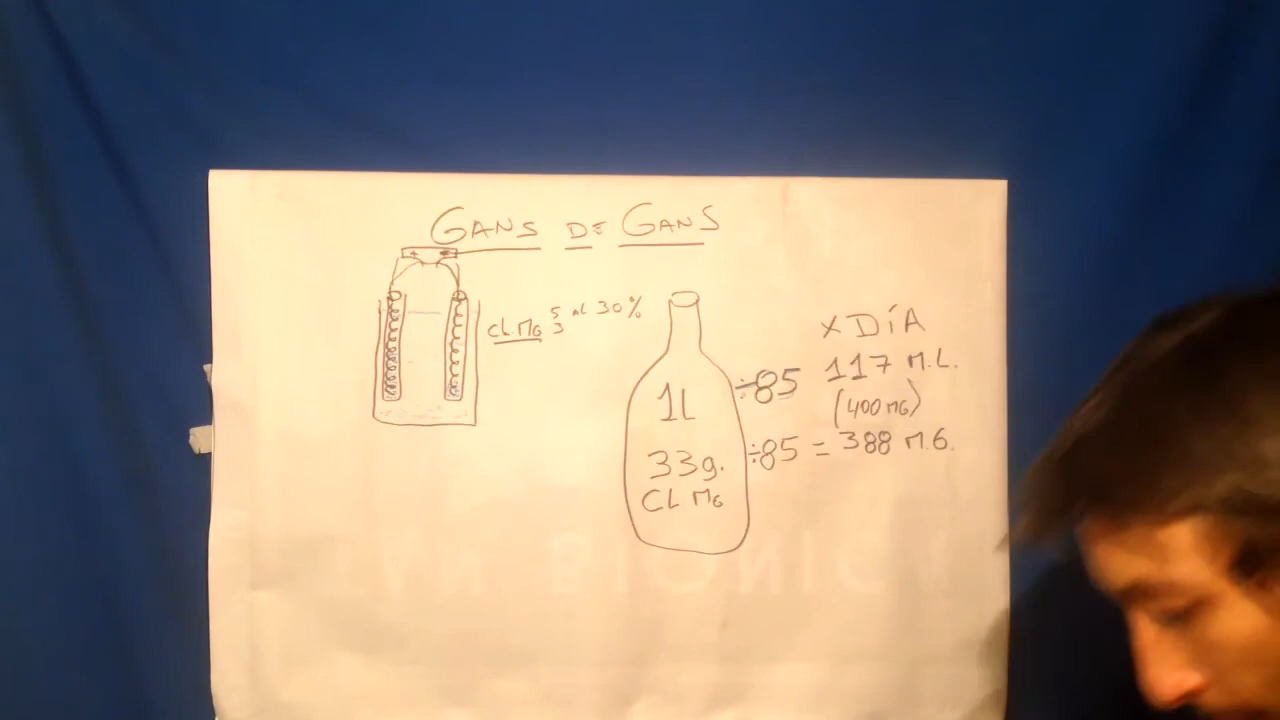 GANS DE GANS
+ -
CL.MG 5 al 30%
3
X DÍA
1L ÷85 117 M.L.
(400 MG)
33g. ÷85 = 388 M.G.
CL MG